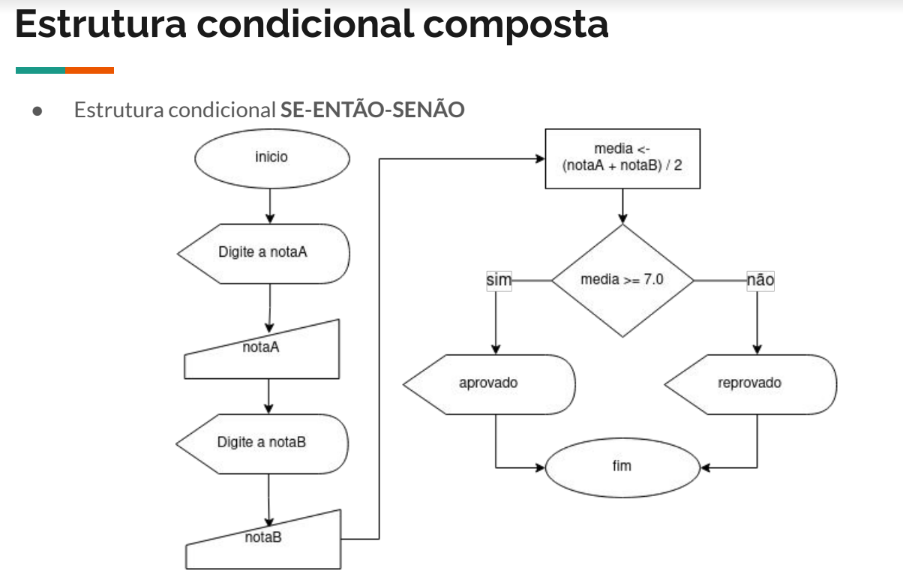 Estrutura condicional composta
● Estrutura condicional SE-ENTÃO-SENÃO
inicio
Digite a notaA
notaA
Digite a notaB
notaB
media <-
(notaA + notaB) / 2
media >= 7.0
sim
não
aprovado
reprovado
fim